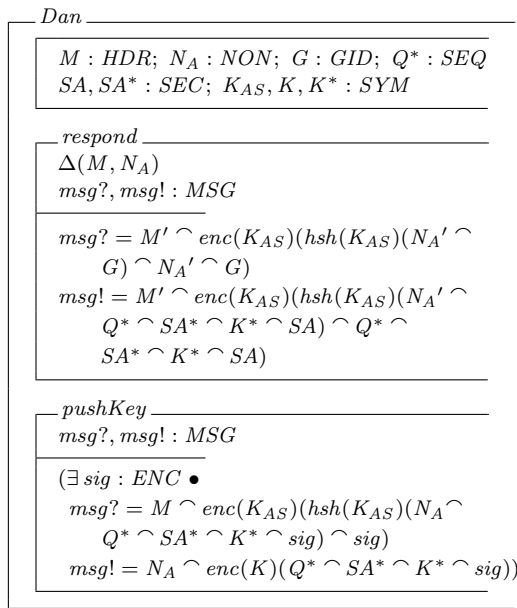 Dan
M : HDR; N_A : NON; G : GID; Q* : SEQ
SA, SA* : SEC; K_AS, K, K* : SYM
respond
Δ(M, N_A)
msg?, msg! : MSG
msg? = M′ ⌢ enc(K_AS)(hsh(K_AS)(N_A′ ⌢
G) ⌢ N_A′ ⌢ G)
msg! = M′ ⌢ enc(K_AS)(hsh(K_AS)(N_A′ ⌢
Q* ⌢ SA* ⌢ K* ⌢ SA) ⌢ Q* ⌢
SA* ⌢ K* ⌢ SA)
pushKey
msg?, msg! : MSG
(∃ sig : ENC •
msg? = M ⌢ enc(K_AS)(hsh(K_AS)(N_A⌢
Q* ⌢ SA* ⌢ K* ⌢ sig) ⌢ sig)
msg! = N_A ⌢ enc(K)(Q* ⌢ SA* ⌢ K* ⌢ sig))